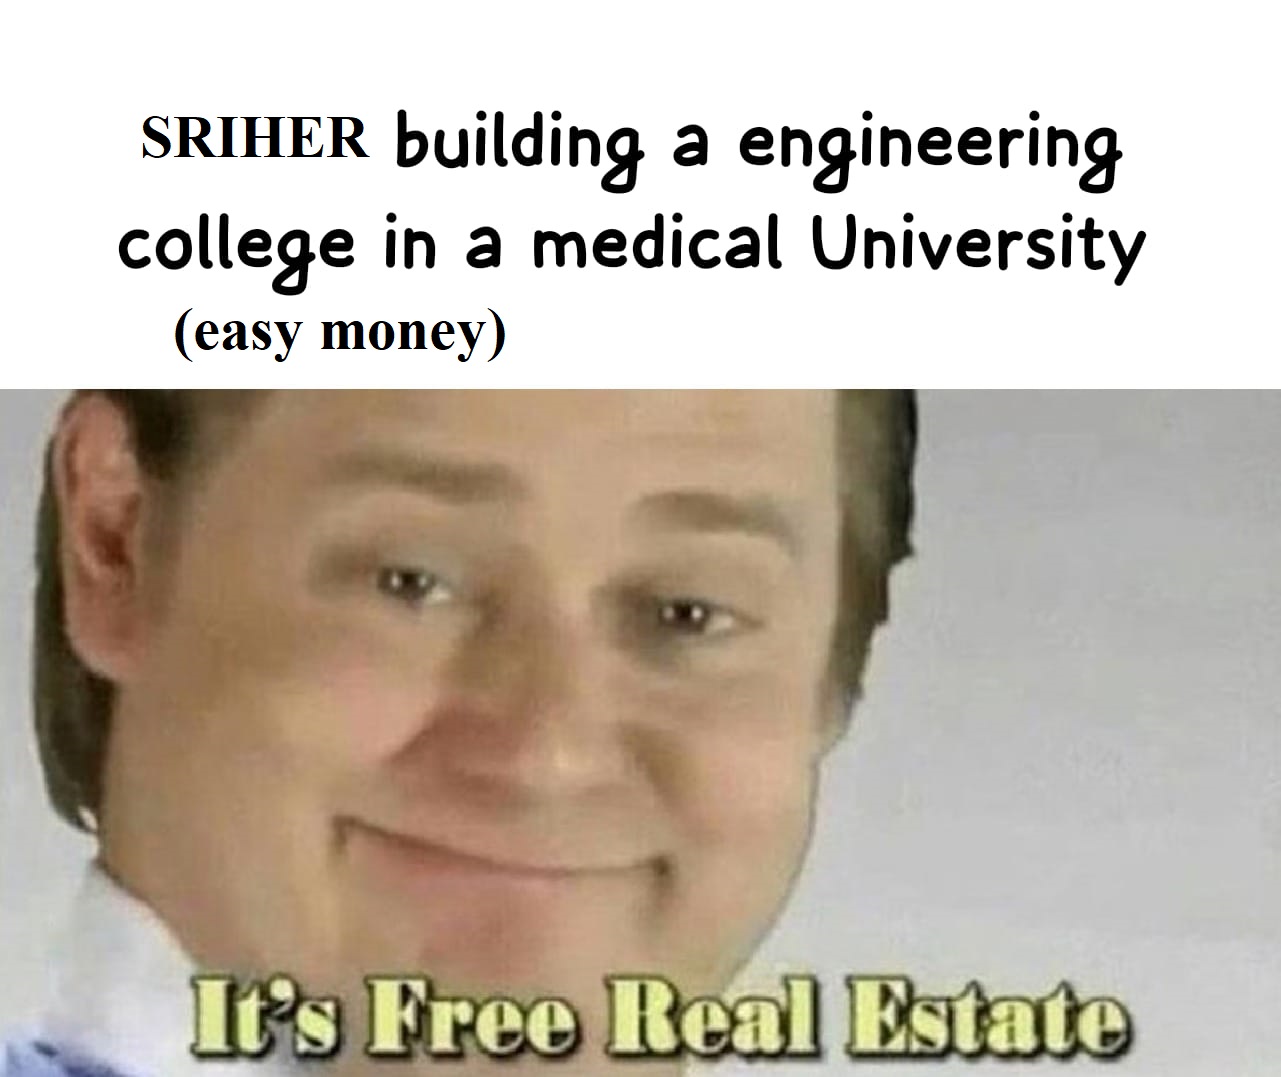 SRIHER building a engineering
college in a medical University
(easy money)
It's Free Real Estate